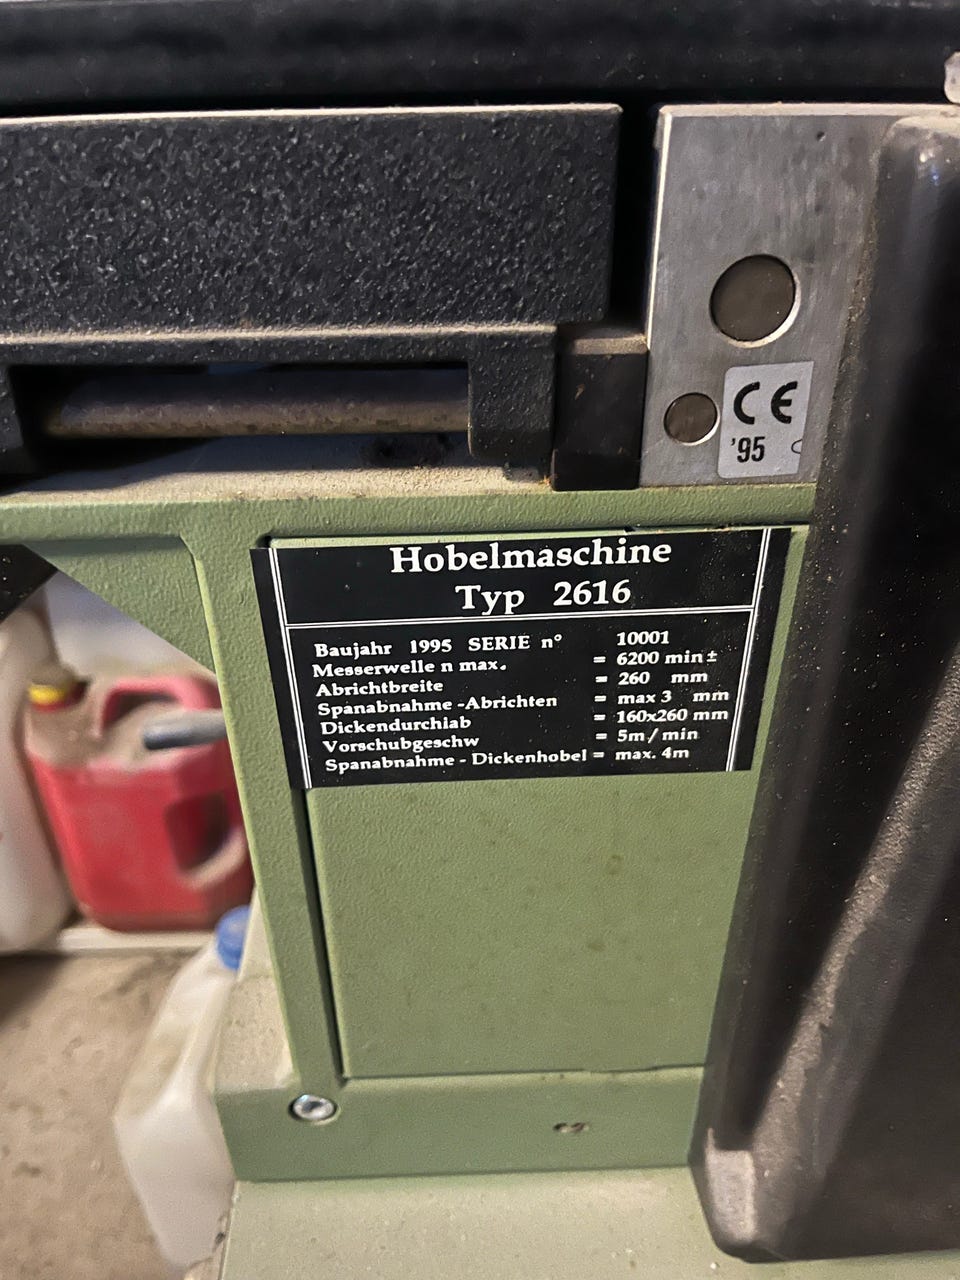 CE
'95
Hobelmaschine
Typ 2616
Baujahr 1995 SERIE n° 10001
Messerwelle n max. = 6200 min±
Abrichtbreite = 260 mm
Spanabnahme -Abrichten = max 3 mm
Dickendurchlab = 160x260 mm
Vorschubgeschw = 5m/min
Spanabnahme - Dickenhobel = max. 4m